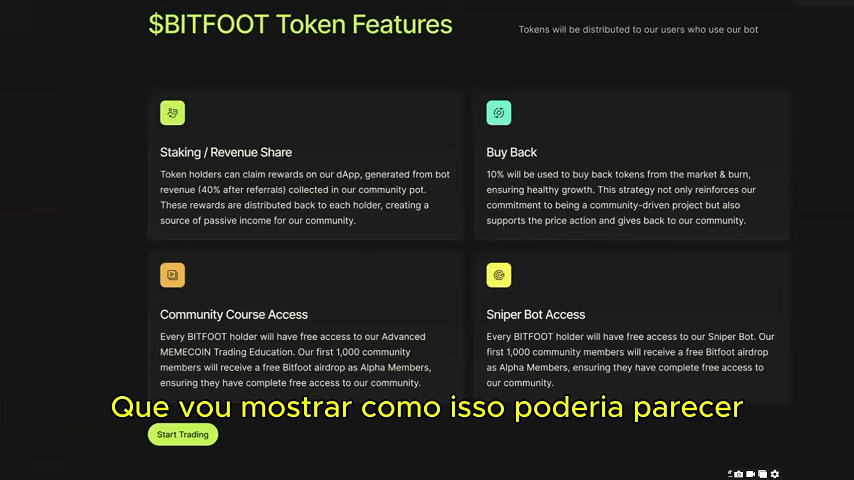 $BITFOOT Token Features
Tokens will be distributed to our users who use our bot
Staking / Revenue Share
Token holders can claim rewards on our dApp, generated from bot
revenue (40% after referrals) collected in our community pot.
These rewards are distributed back to each holder, creating a
source of passive income for our community.
Buy Back
10% will be used to buy back tokens from the market & burn,
ensuring healthy growth. This strategy not only reinforces our
commitment to being a community-driven project but also
supports the price action and gives back to our community.
Community Course Access
Every BITFOOT holder will have free access to our Advanced
MEMECOIN Trading Education. Our first 1,000 community
members will receive a free Bitfoot airdrop as Alpha Members,
ensuring they have complete free access to our community.
Sniper Bot Access
Every BITFOOT holder will have free access to our Sniper Bot. Our
first 1,000 community members will receive a free Bitfoot airdrop
as Alpha Members, ensuring they have complete free access to
our community.
Que vou mostrar como isso poderia parecer
Start Trading